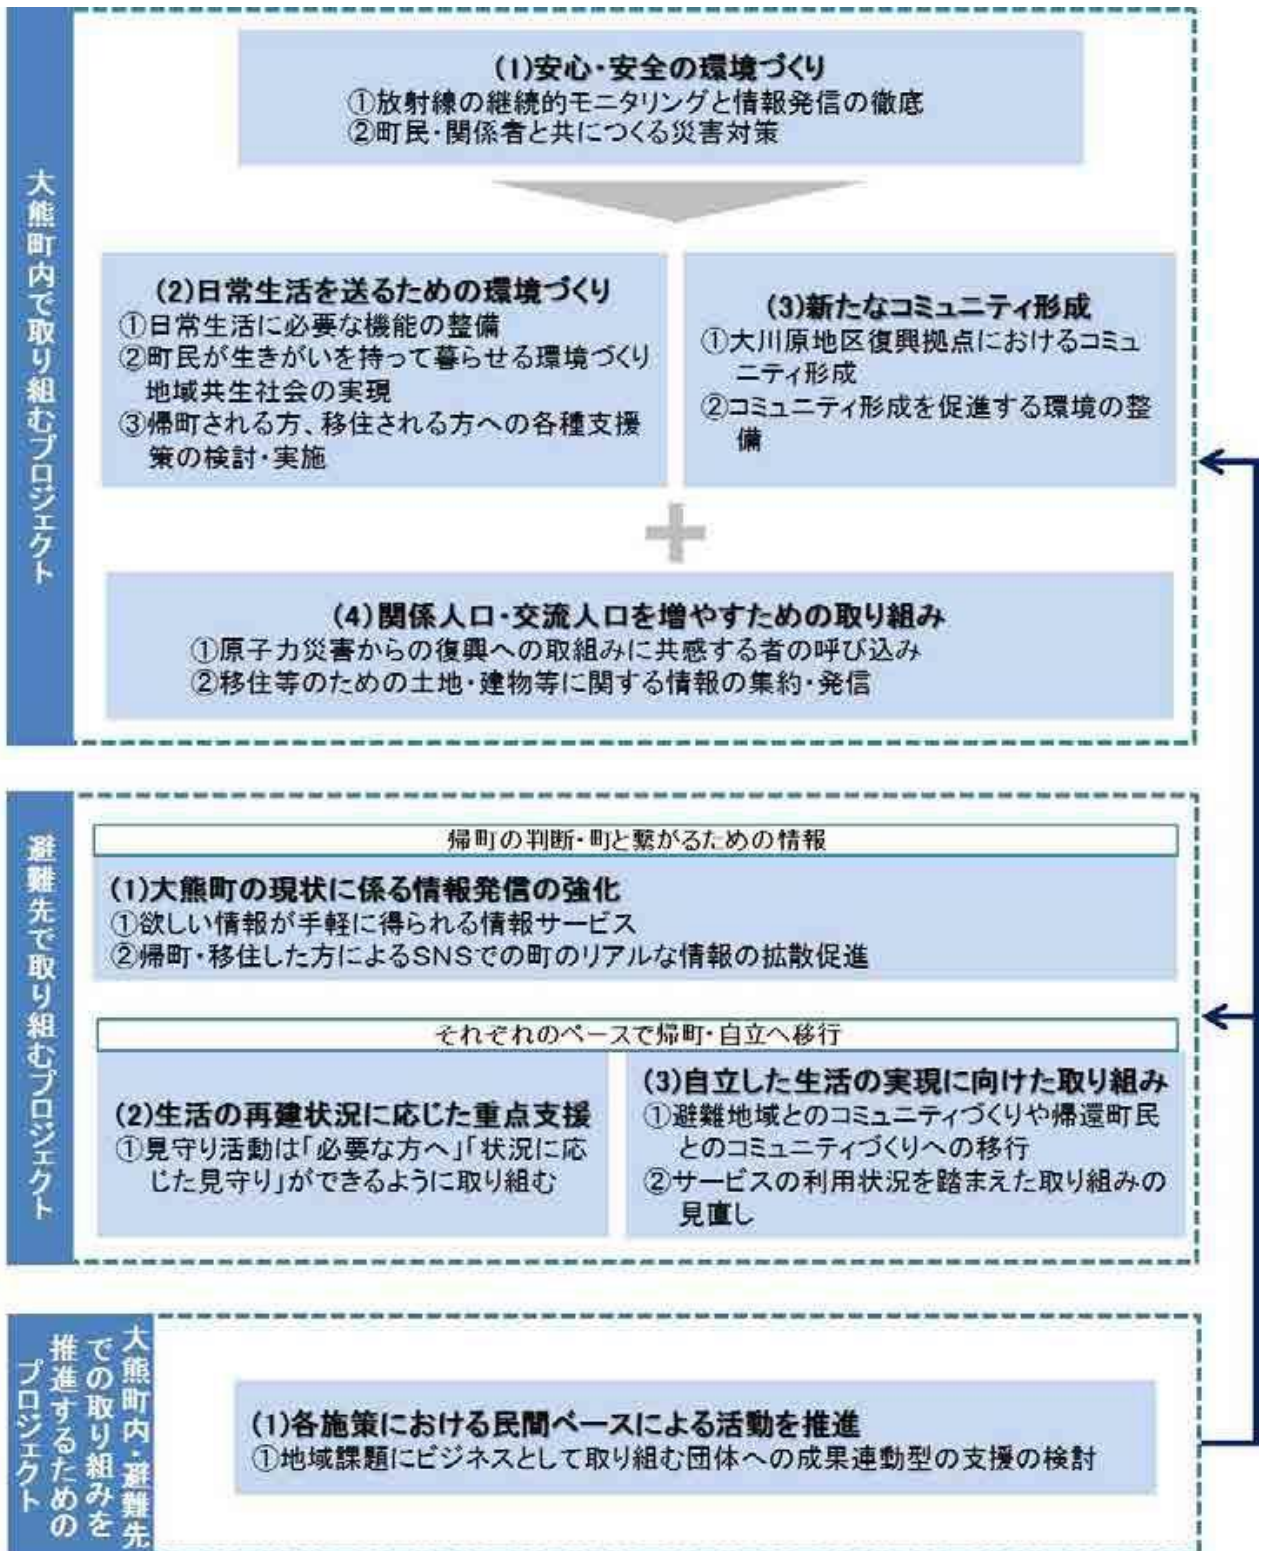 大熊町内で取り組むプロジェクト
(1)安心・安全の環境づくり
①放射線の継続的モニタリングと情報発信の徹底
②町民・関係者と共につくる災害対策
(2)日常生活を送るための環境づくり
①日常生活に必要な機能の整備
②町民が生きがいを持って暮らせる環境づくり
地域共生社会の実現
③帰町される方、移住される方への各種支援
策の検討・実施
(3)新たなコミュニティ形成
①大川原地区復興拠点におけるコミュ
ニティ形成
②コミュニティ形成を促進する環境の整
備
(4)関係人口・交流人口を増やすための取り組み
①原子力災害からの復興への取組みに共感する者の呼び込み
②移住等のための土地・建物等に関する情報の集約・発信
避難先で取り組むプロジェクト
帰町の判断・町と繋がるための情報
(1)大熊町の現状に係る情報発信の強化
①欲しい情報が手軽に得られる情報サービス
②帰町・移住した方によるSNSでの町のリアルな情報の拡散促進
それぞれのペースで帰町・自立へ移行
(2)生活の再建状況に応じた重点支援
①見守り活動は「必要な方へ」「状況に応
じた見守り」ができるように取り組む
(3)自立した生活の実現に向けた取り組み
①避難地域とのコミュニティづくりや帰還町民
とのコミュニティづくりへの移行
②サービスの利用状況を踏まえた取り組みの
見直し
大熊町内・避難先
での取り組みを
推進するための
プロジェクト
(1)各施策における民間ベースによる活動を推進
①地域課題にビジネスとして取り組む団体への成果連動型の支援の検討